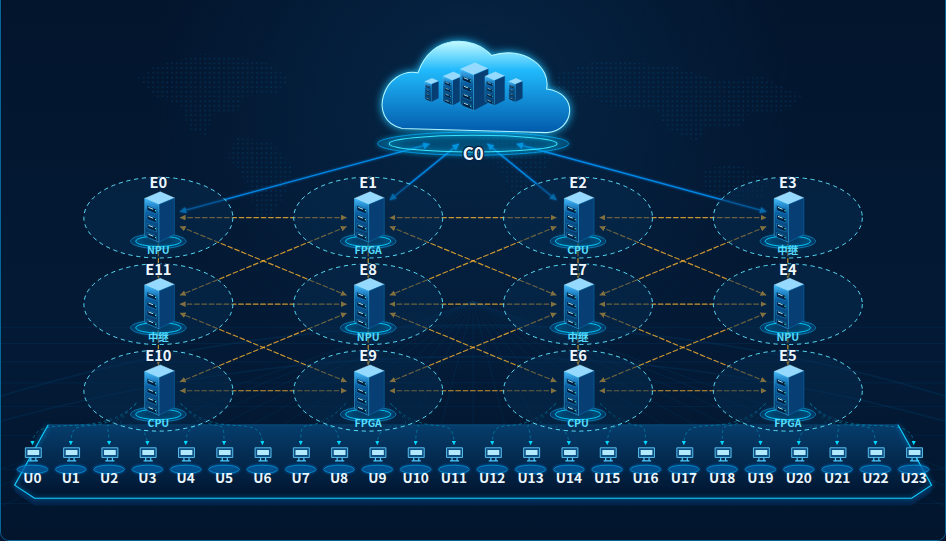 C0
E0 E1 E2 E3
NPU FPGA CPU 中继
E11 E8 E7 E4
中继 NPU 中继 NPU
E10 E9 E6 E5
CPU FPGA CPU FPGA
U0 U1 U2 U3 U4 U5 U6 U7 U8 U9 U10 U11 U12 U13 U14 U15 U16 U17 U18 U19 U20 U21 U22 U23